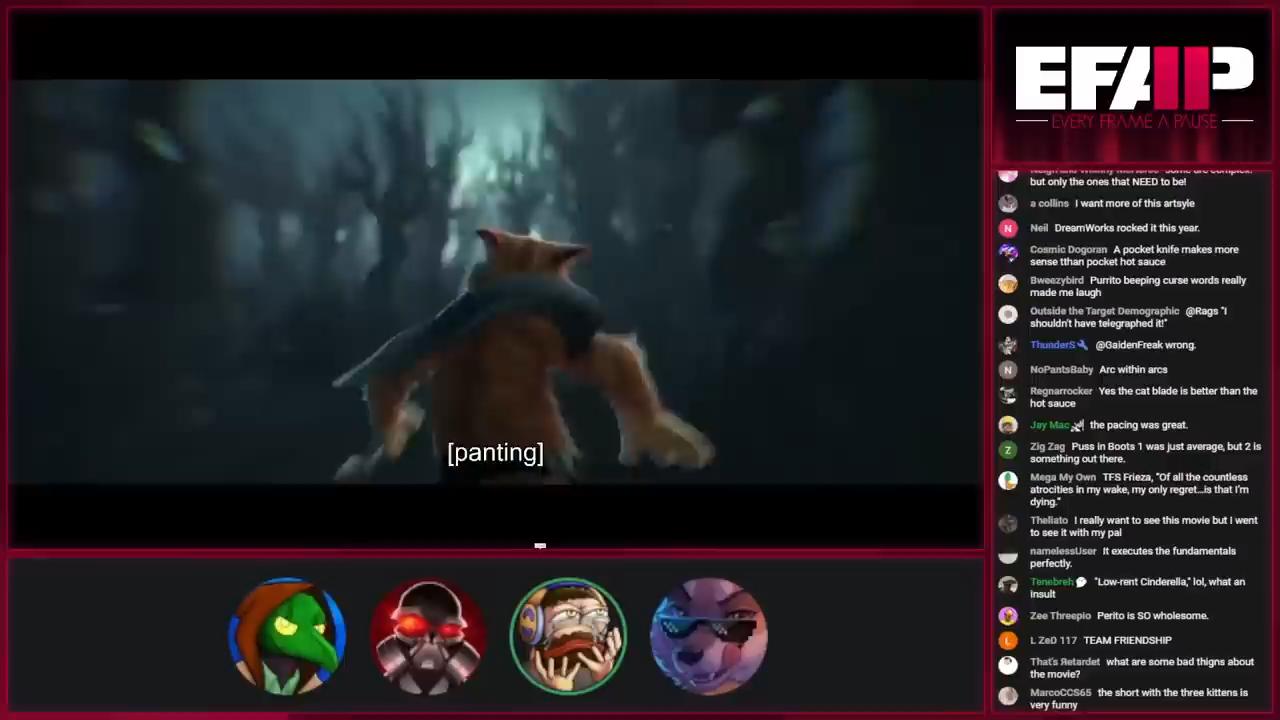 EFAP
EVERY FRAME A PAUSE
but only the ones that NEED to be!
a collins I want more of this artsyle
N Neil DreamWorks rocked it this year.
Cosmic Dogoran A pocket knife makes more
sense tthan pocket hot sauce
Bweezybird Purrito beeping curse words really
made me laugh
Outside the Target Demographic @Rags "I
shouldn't have telegraphed it!"
ThunderS @GaidenFreak wrong.
N NoPantsBaby Arc within arcs
Regnarrocker Yes the cat blade is better than the
hot sauce
Jay Mac the pacing was great.
Z Zig Zag Puss in Boots 1 was just average, but 2 is
something out there.
Mega My Own TFS Frieza, "Of all the countless
atrocities in my wake, my only regret...is that I'm
dying."
Theliato I really want to see this movie but I went
to see it with my pal
namelessUser It executes the fundamentals
perfectly.
Tenebreh "Low-rent Cinderella," lol, what an
insult
Zee Threepio Perito is SO wholesome.
L L ZeD 117 TEAM FRIENDSHIP
That's Retardet what are some bad thigns about
the movie?
MarcoCCS65 the short with the three kittens is
very funny
[panting]